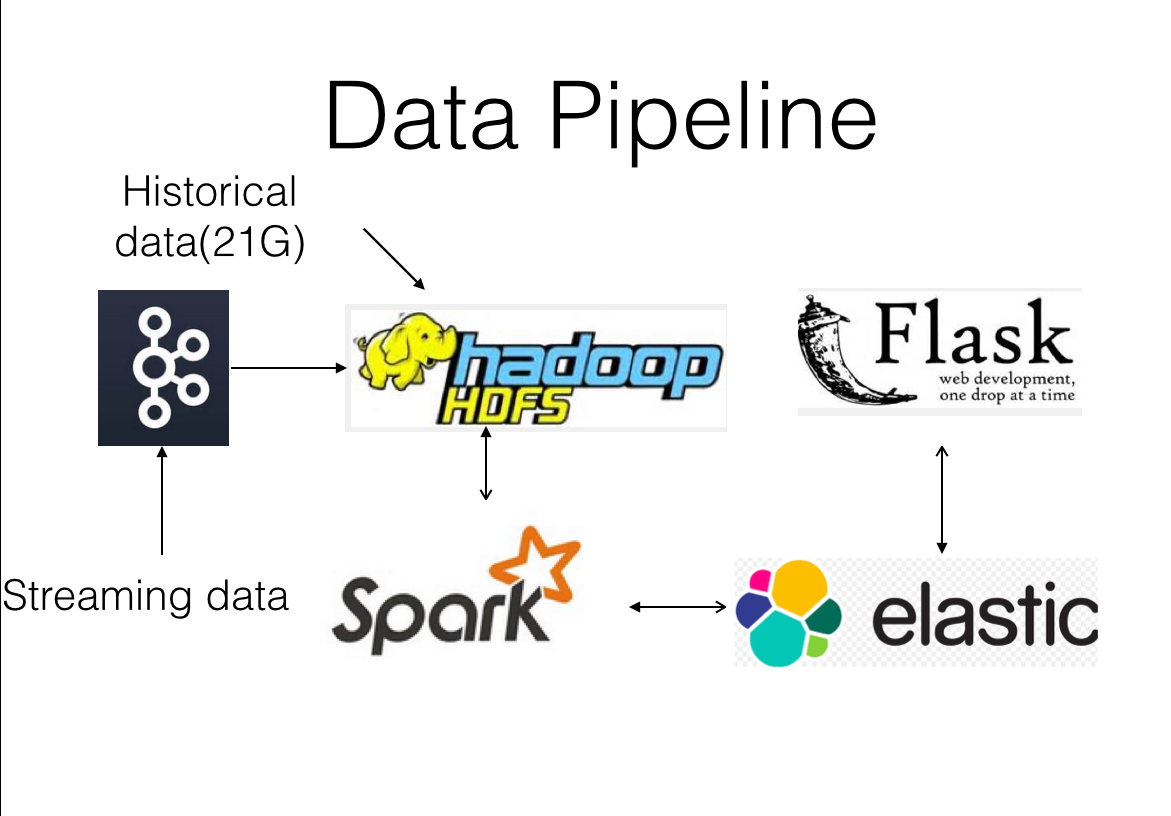 Data Pipeline
Historical
data(21G)
hadoop
HDFS
Flask
web development,
one drop at a time
Streaming data
Spark
elastic